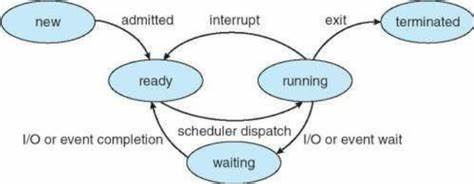 new
admitted
interrupt
exit
terminated
ready
running
I/O or event completion
scheduler dispatch
I/O or event wait
waiting